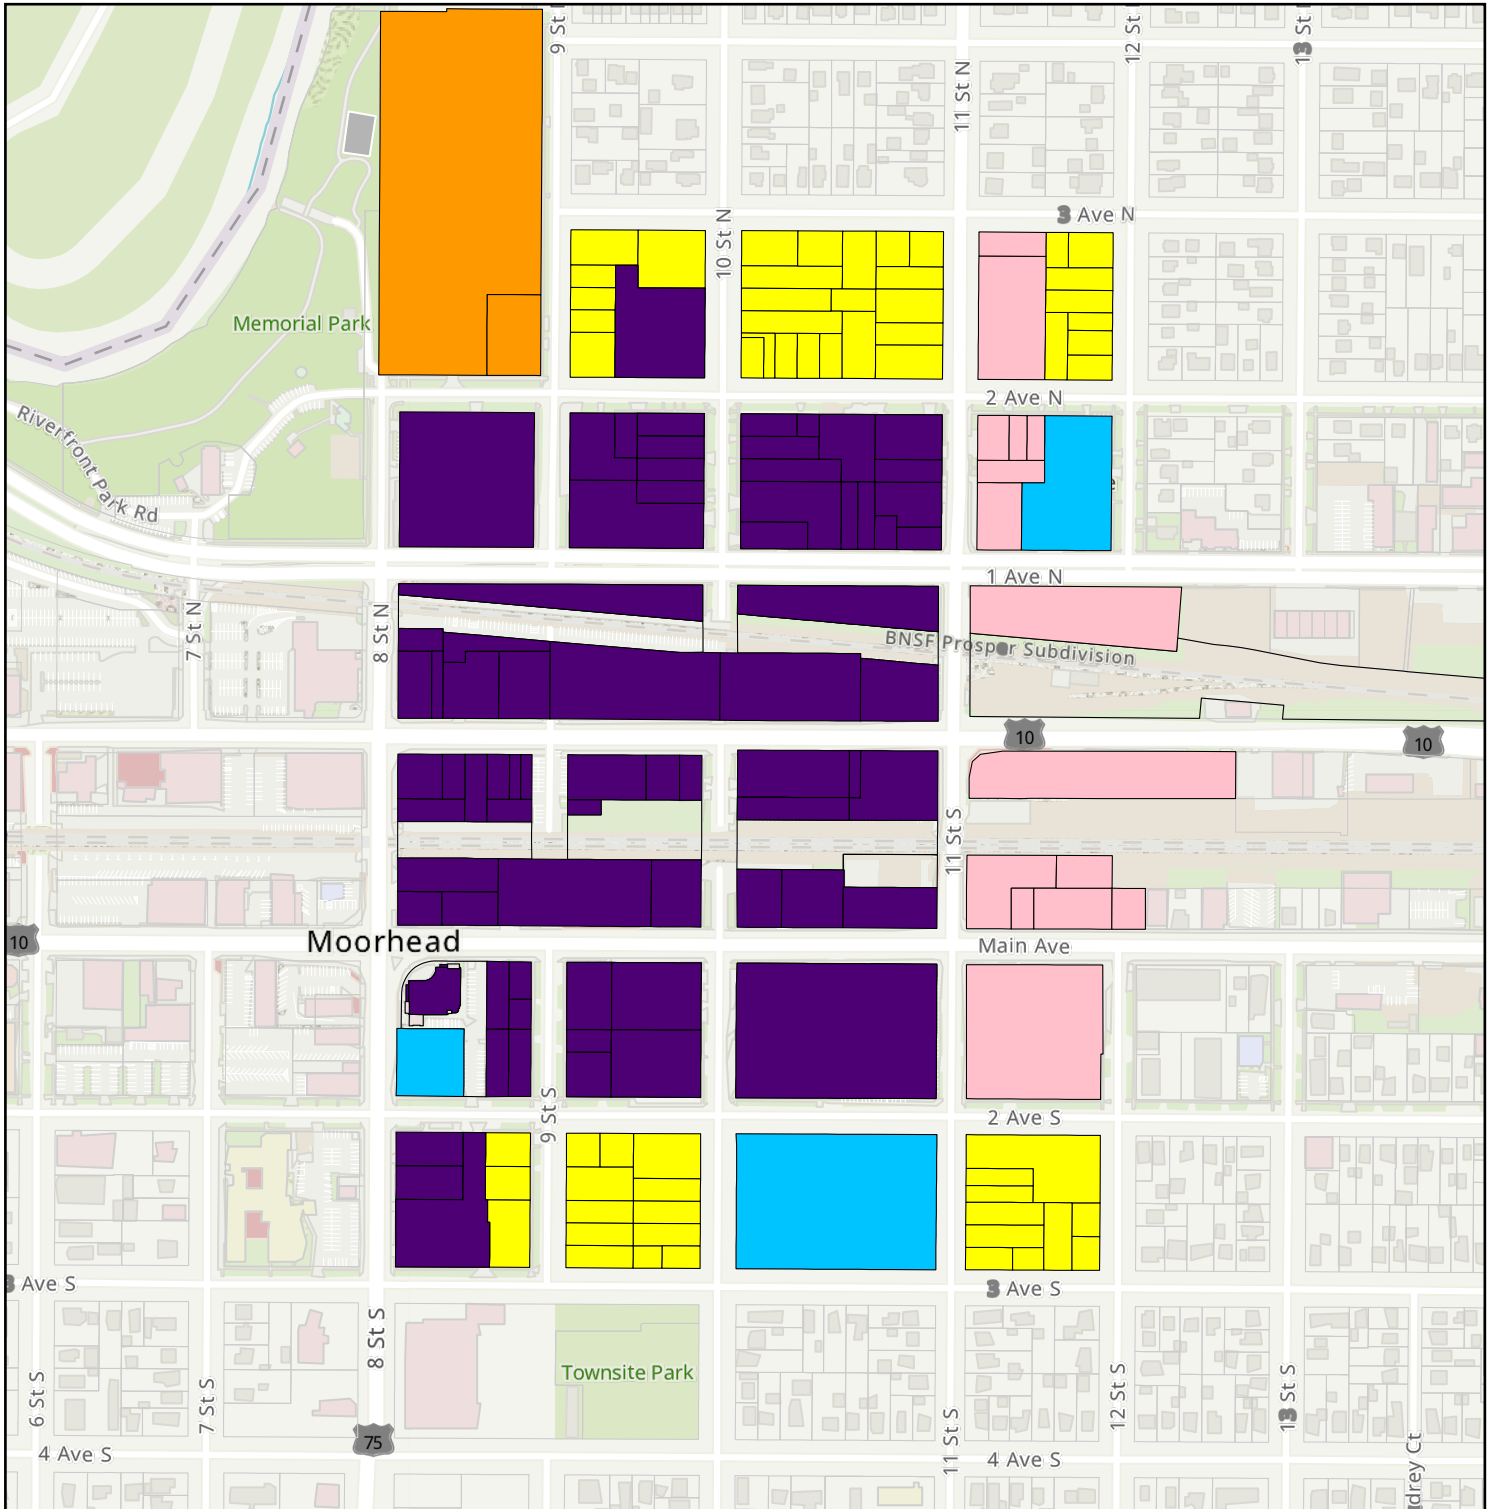 9 St
12 St
13 St
11 St N
3 Ave N
10 St N
Memorial Park
2 Ave N
Riverfront Park Rd
1 Ave N
7 St N
8 St N
BNSF Prosper Subdivision
10
10
11 St S
10
Moorhead
Main Ave
9 St S
2 Ave S
3 Ave S
3 Ave S
8 St S
Townsite Park
6 St S
7 St S
12 St S
13 St S
11 St S
75
4 Ave S
4 Ave S
drey Ct